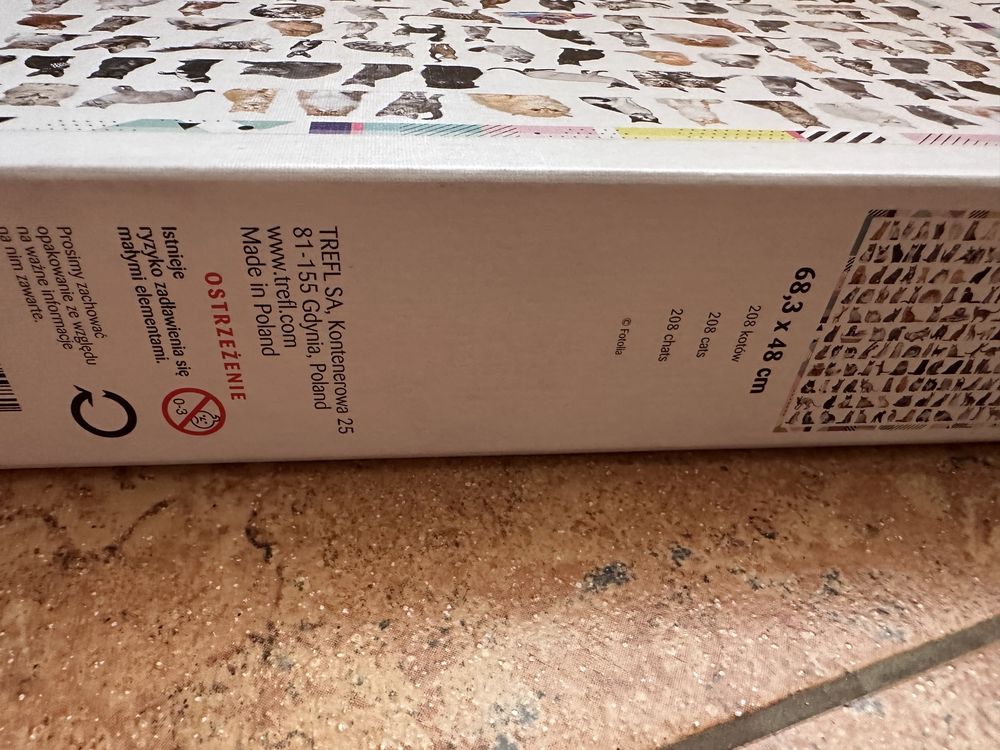 68,3 x 48 cm
208 kotów
208 cats
208 chats
© Fotolia
TREFL SA, Kontenerowa 25
81-155 Gdynia, Poland
www.trefl.com
Made in Poland
OSTRZEŻENIE
Istnieje
ryzyko zadławienia się
małymi elementami.
0-3
Prosimy zachować
opakowanie ze względu
na ważne informacje
na nim zawarte.